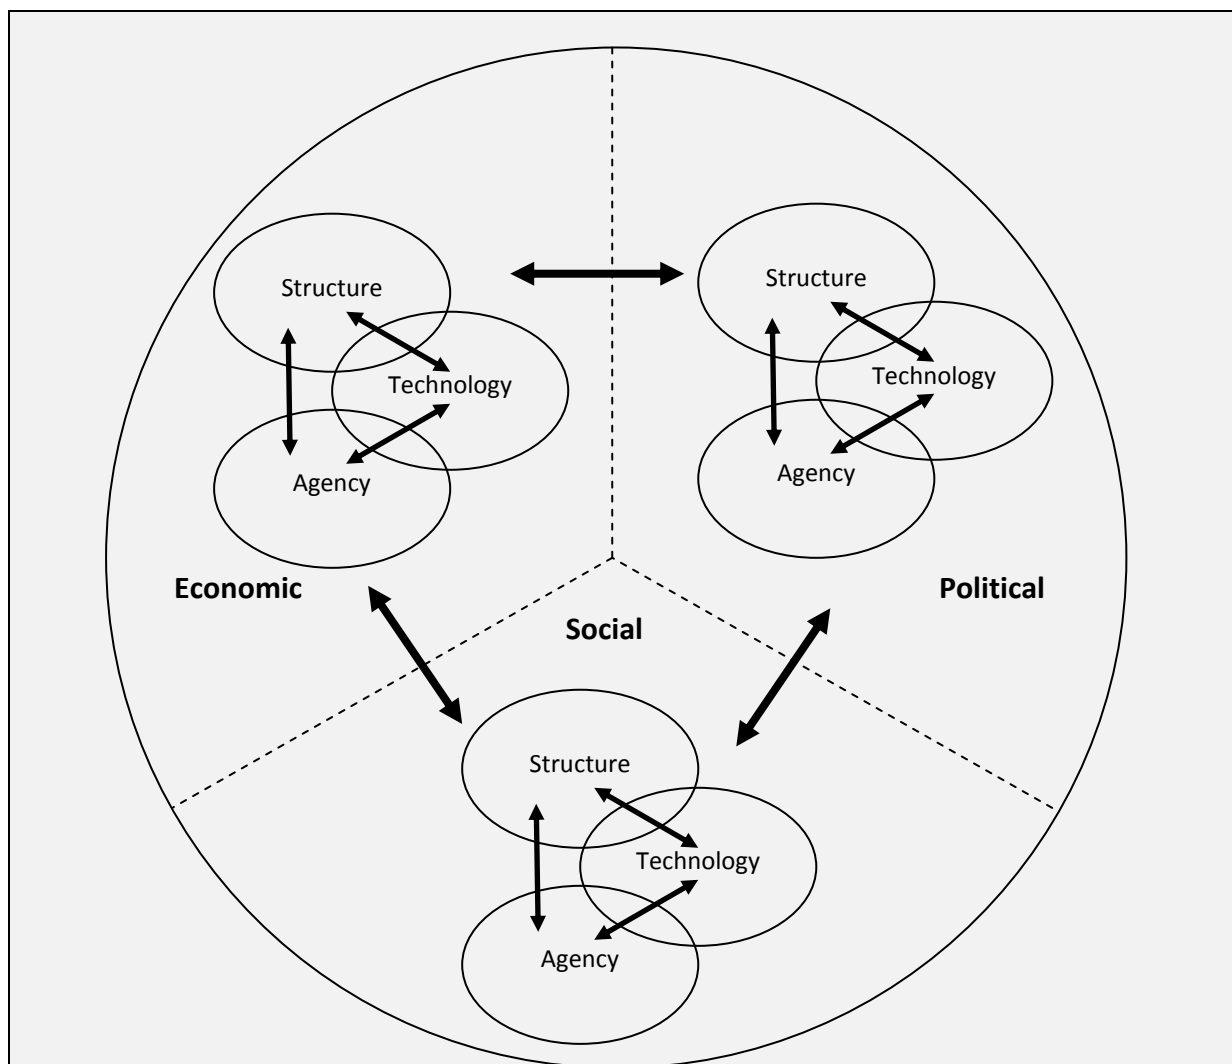 Structure
Technology
Agency
Economic
Structure
Technology
Agency
Political
Social
Structure
Technology
Agency